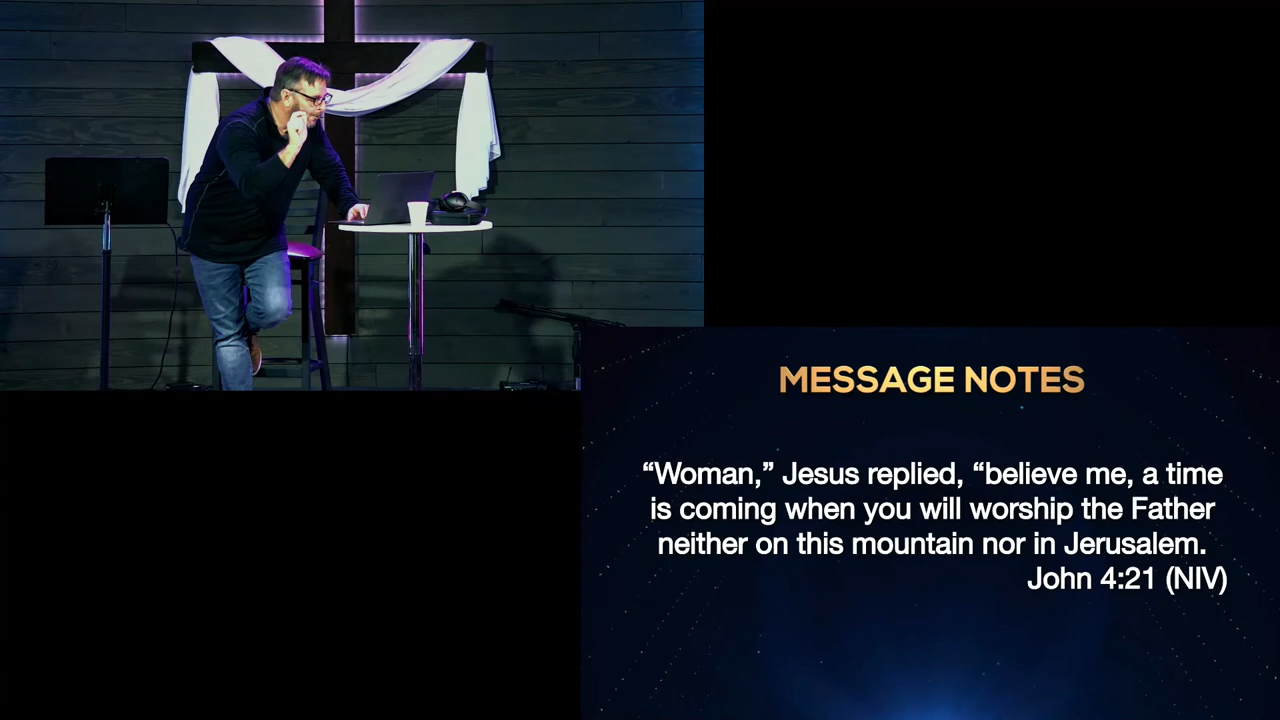 MESSAGE NOTES
“Woman,” Jesus replied, “believe me, a time
is coming when you will worship the Father
neither on this mountain nor in Jerusalem.
John 4:21 (NIV)